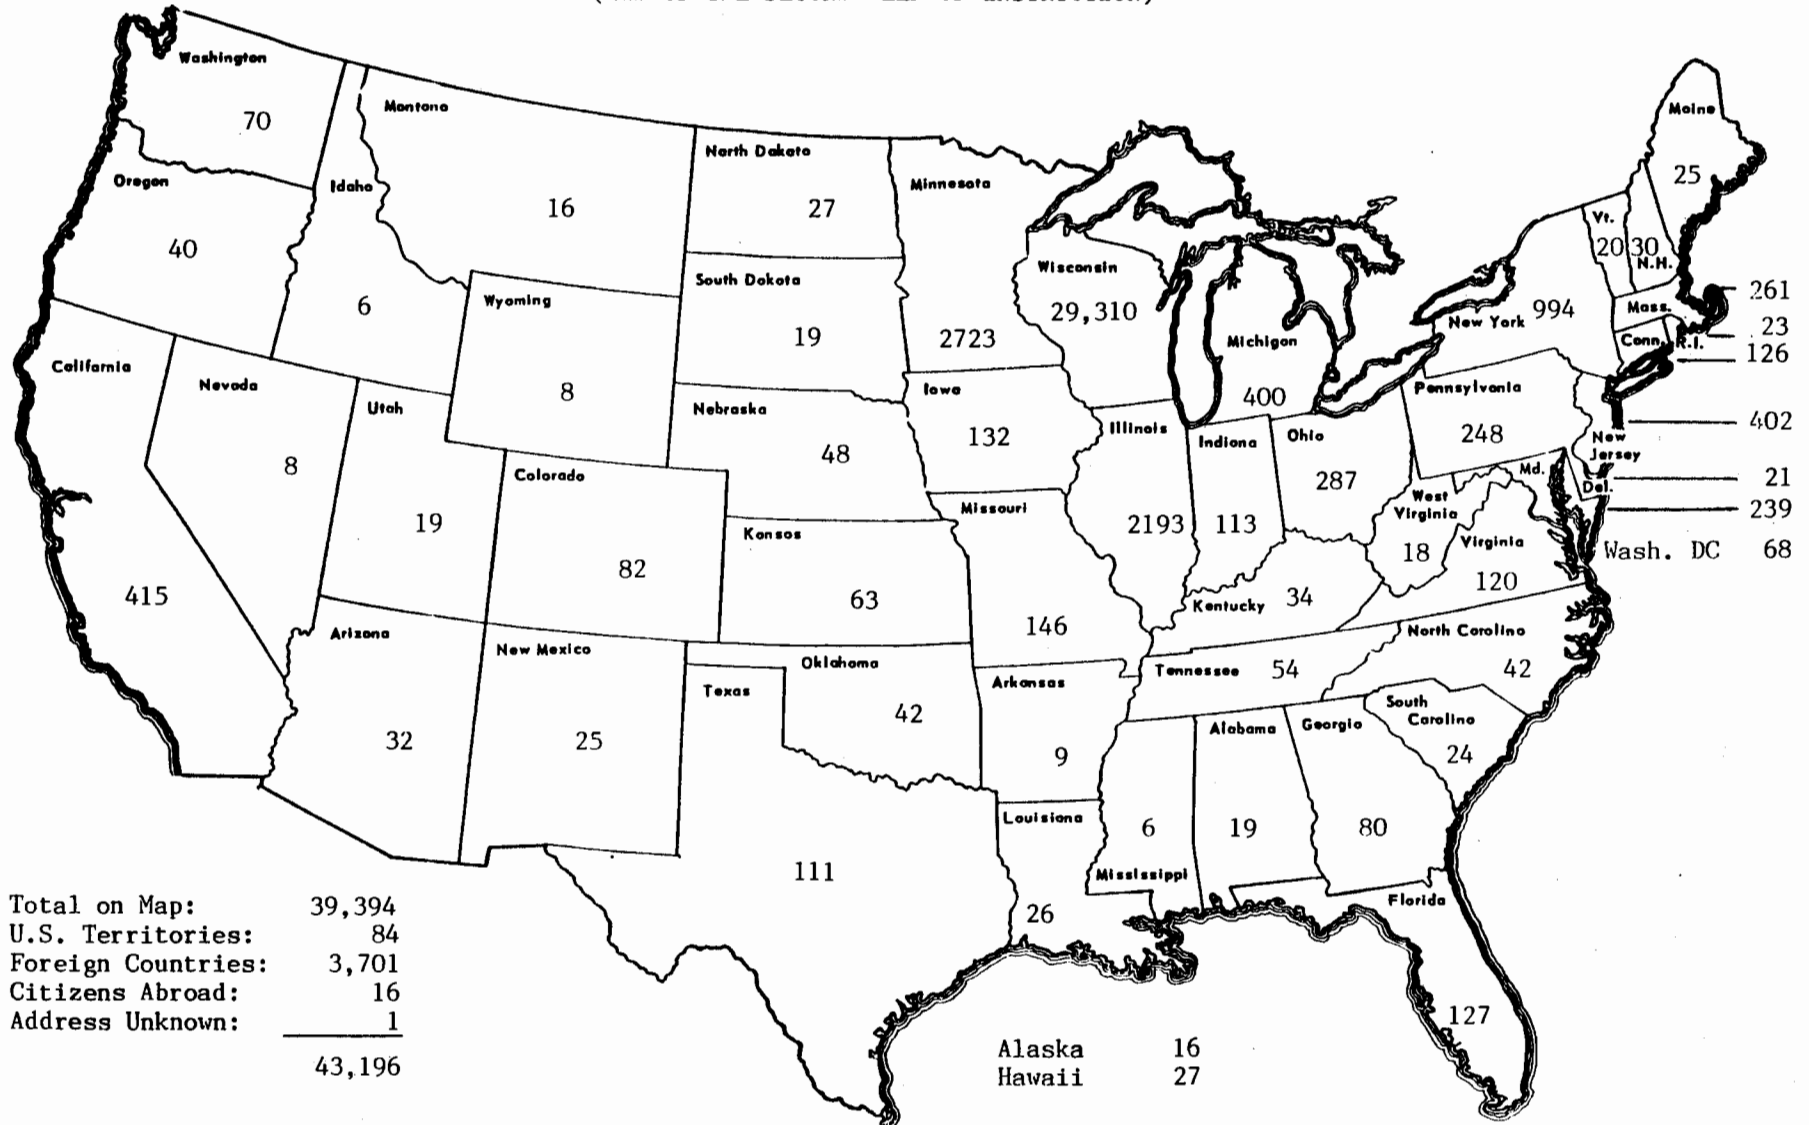 Washington
70
Montana
16
North Dakota
27
Minnesota
2723
Maine
25
Oregon
40
Idaho
6
Vt.
20
30
N.H.
Wisconsin
29,310
South Dakota
19
Wyoming
8
Michigan
400
New York 994
Mass.
261
Conn.
R.I.
23
126
California
415
Nevada
8
Utah
19
Nebraska
48
Iowa
132
Illinois
2193
Indiana
113
Ohio
287
Pennsylvania
248
New
Jersey
402
Md.
Del.
21
239
Wash. DC 68
Colorado
82
Kansas
63
Missouri
146
West
Virginia
18
Virginia
120
Kentucky 34
Arizona
32
New Mexico
25
Oklahoma
42
Texas
111
Arkansas
9
Tennessee 54
North Carolina
42
South
Carolina
24
Alabama
19
Georgia
80
Louisiana
26
6
Mississippi
Florida
127
Total on Map: 39,394
U.S. Territories: 84
Foreign Countries: 3,701
Citizens Abroad: 16
Address Unknown: 1
43,196
Alaska 16
Hawaii 27